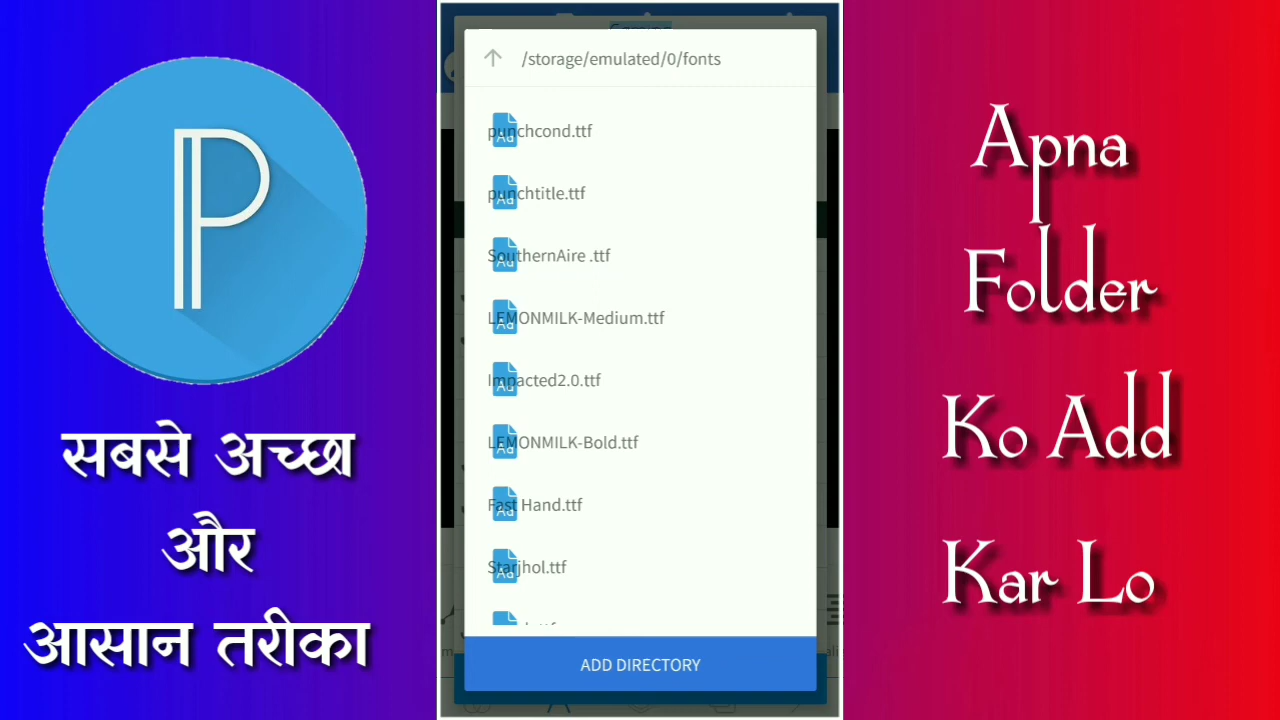 सबसे अच्छा
और
आसान तरीका
/storage/emulated/0/fonts
punchcond.ttf
punchtitle.ttf
SouthernAire .ttf
LEMONMILK-Medium.ttf
Impacted2.0.ttf
LEMONMILK-Bold.ttf
Fast Hand.ttf
Starjhol.ttf
ADD DIRECTORY
Apna
Folder
Ko Add
Kar Lo